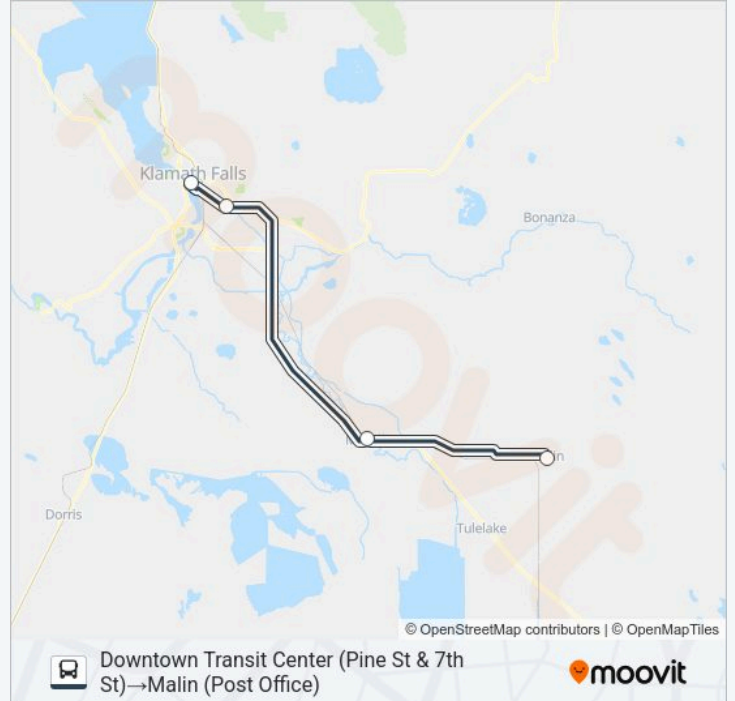 Klamath Falls
Bonanza
Dorris
Tulelake
© OpenStreetMap contributors | © OpenMapTiles
Downtown Transit Center (Pine St & 7th
St)→Malin (Post Office)
moovit
moovit